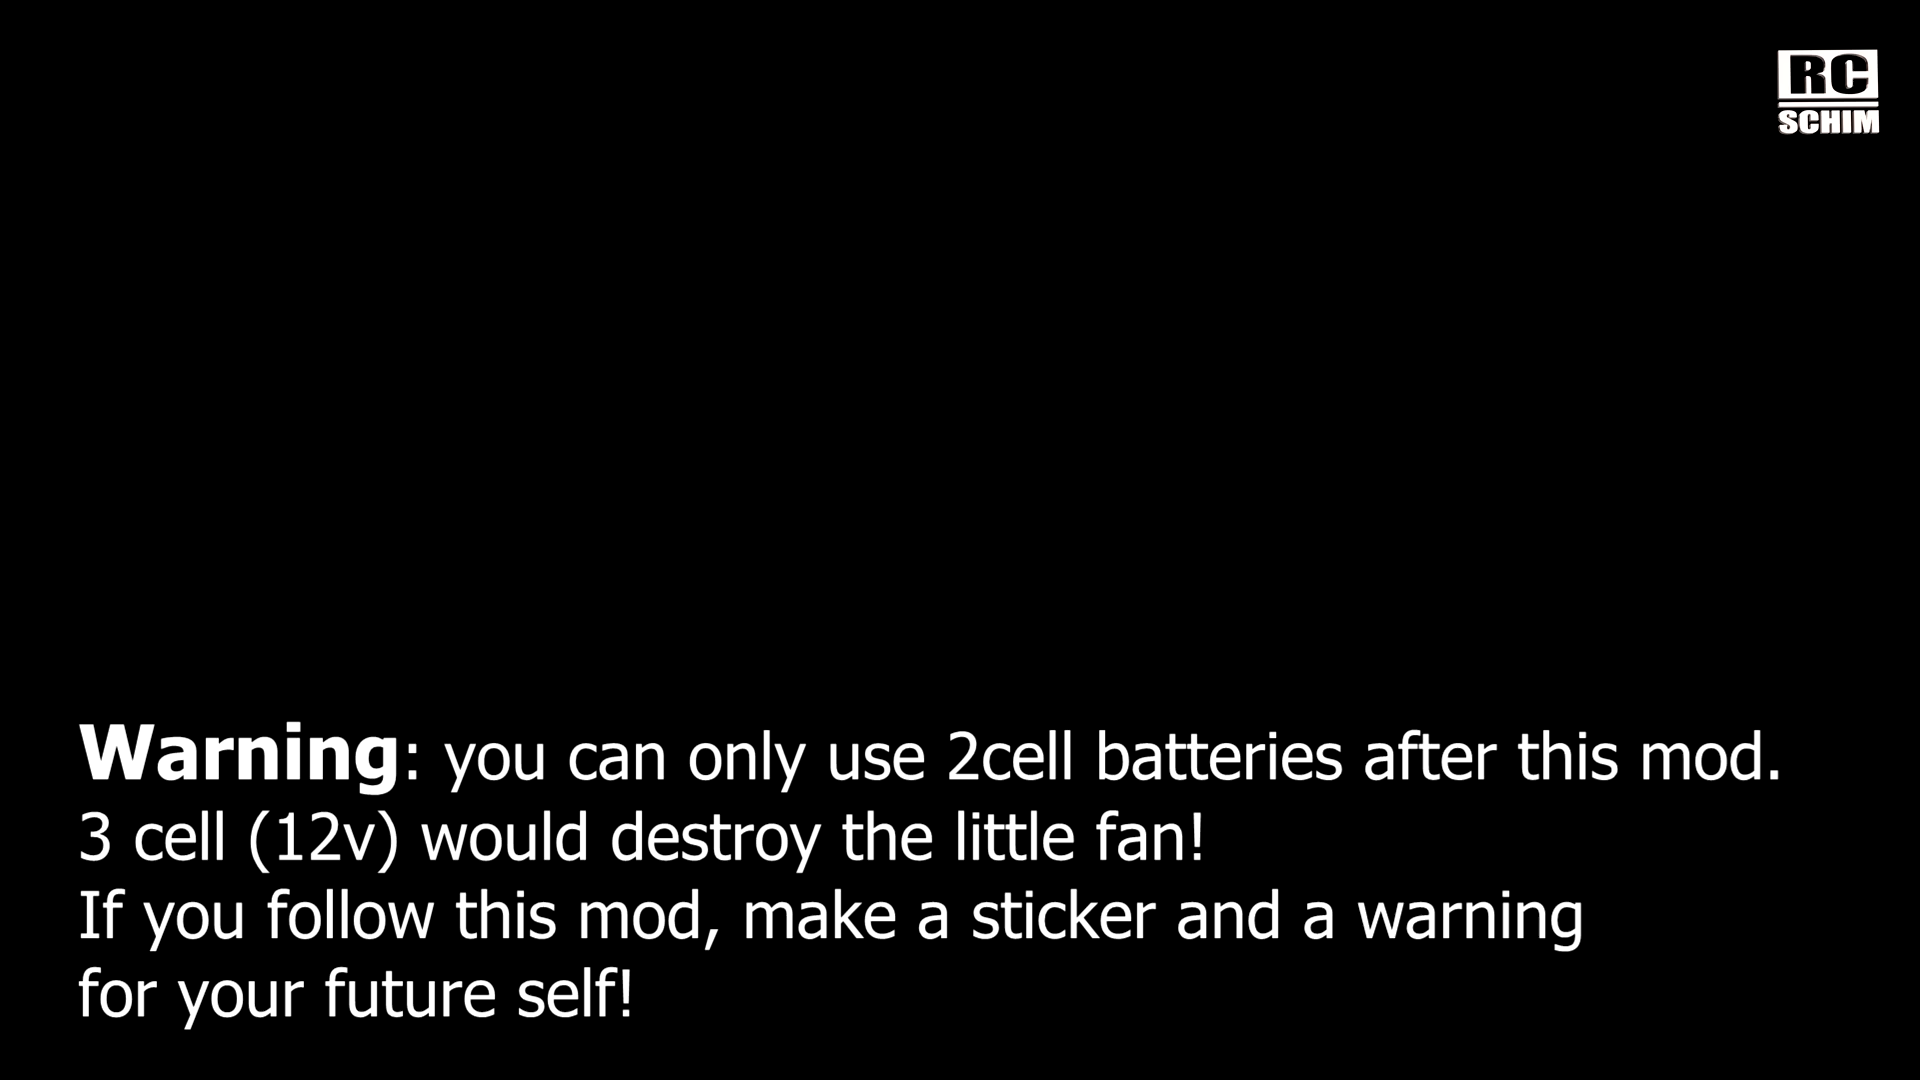 RC
SCHIM
Warning: you can only use 2cell batteries after this mod.
3 cell (12v) would destroy the little fan!
If you follow this mod, make a sticker and a warning
for your future self!